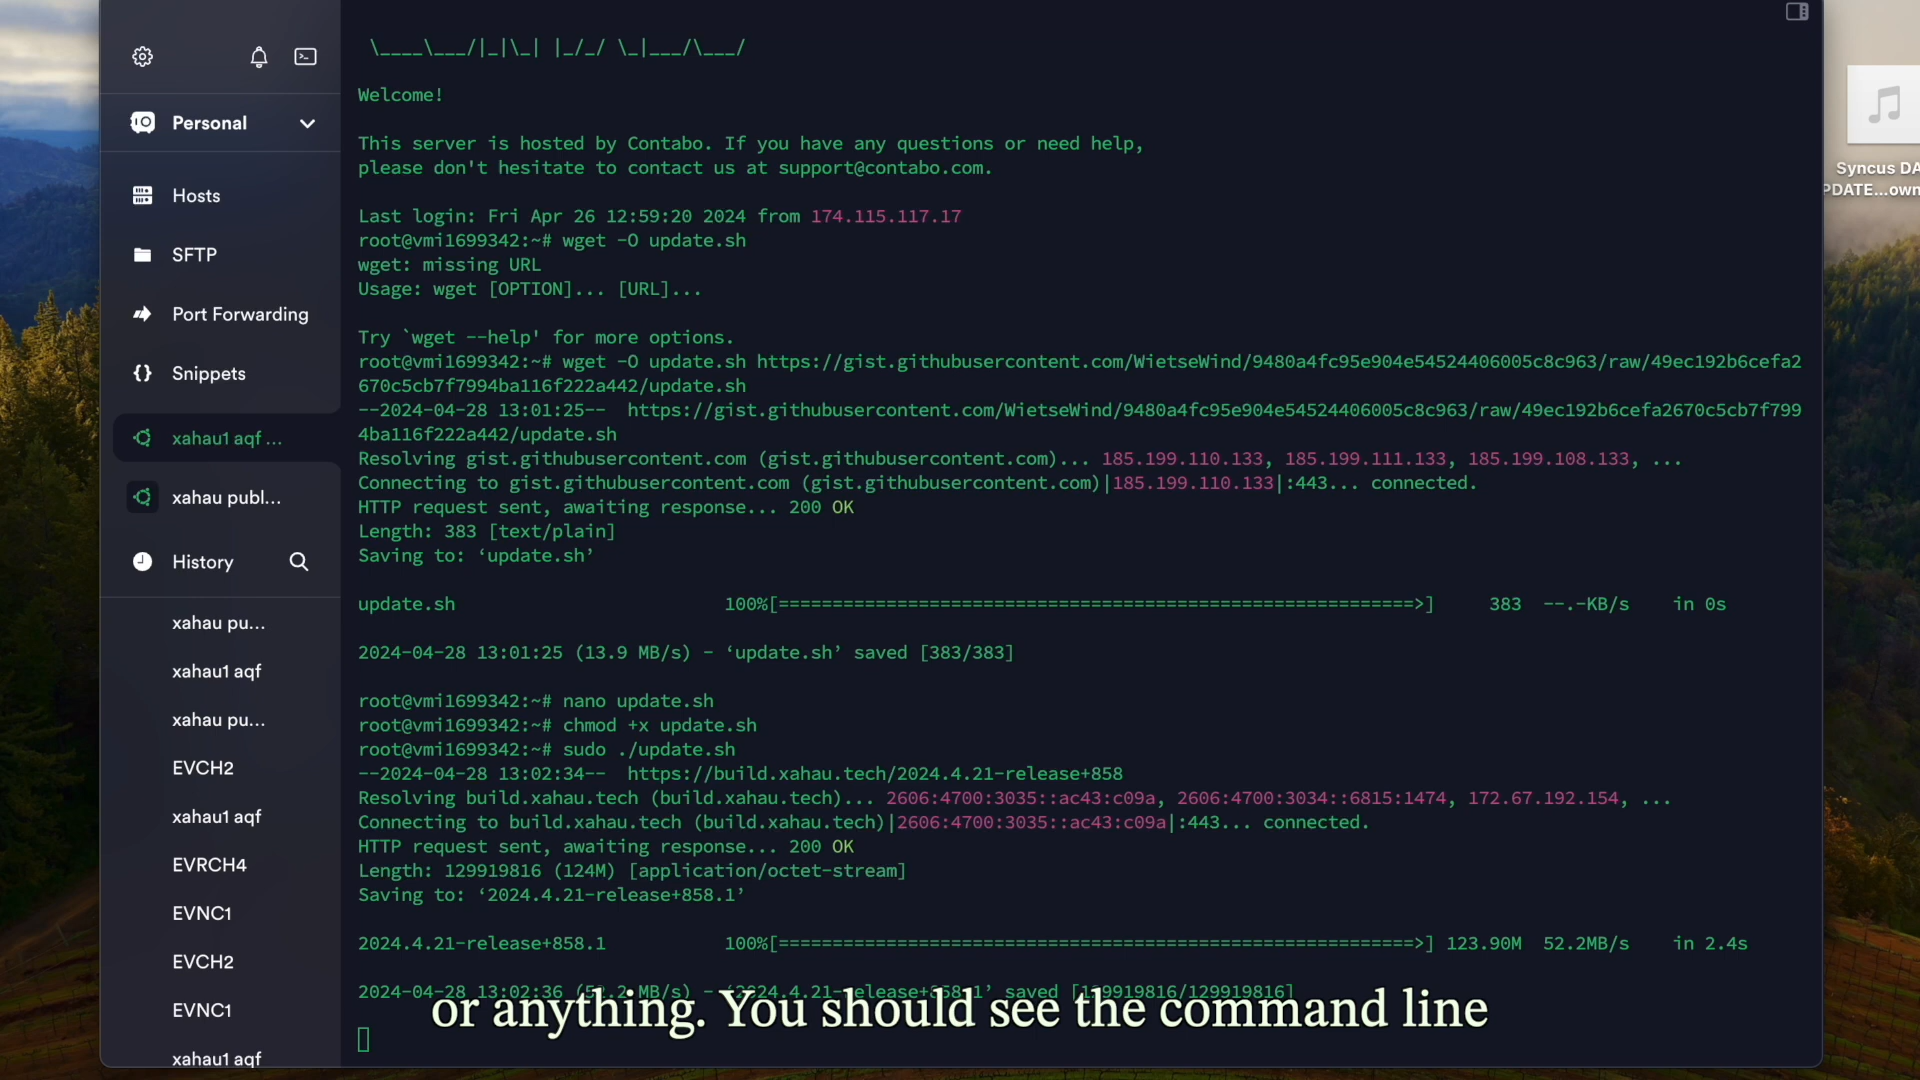 Personal
Hosts
SFTP
Port Forwarding
Snippets
xahau1 aqf ...
xahau publ...
History
xahau pu...
xahau1 aqf
xahau pu...
EVCH2
xahau1 aqf
EVRCH4
EVNC1
EVCH2
EVNC1
xahau1 aqf
\____\___/|_|\_| |_/_/ \_|___/\___/
Welcome!
This server is hosted by Contabo. If you have any questions or need help,
please don't hesitate to contact us at support@contabo.com.
Last login: Fri Apr 26 12:59:20 2024 from 174.115.117.17
root@vmi1699342:~# wget -O update.sh
wget: missing URL
Usage: wget [OPTION]... [URL]...
Try `wget --help' for more options.
root@vmi1699342:~# wget -O update.sh https://gist.githubusercontent.com/WietseWind/9480a4fc95e904e54524406005c8c963/raw/49ec192b6cefa2
670c5cb7f7994ba116f222a442/update.sh
--2024-04-28 13:01:25--  https://gist.githubusercontent.com/WietseWind/9480a4fc95e904e54524406005c8c963/raw/49ec192b6cefa2670c5cb7f799
4ba116f222a442/update.sh
Resolving gist.githubusercontent.com (gist.githubusercontent.com)... 185.199.110.133, 185.199.111.133, 185.199.108.133, ...
Connecting to gist.githubusercontent.com (gist.githubusercontent.com)|185.199.110.133|:443... connected.
HTTP request sent, awaiting response... 200 OK
Length: 383 [text/plain]
Saving to: ‘update.sh’
update.sh 100%[===========================================================>] 383 --.-KB/s in 0s
2024-04-28 13:01:25 (13.9 MB/s) - ‘update.sh’ saved [383/383]
root@vmi1699342:~# nano update.sh
root@vmi1699342:~# chmod +x update.sh
root@vmi1699342:~# sudo ./update.sh
--2024-04-28 13:02:34--  https://build.xahau.tech/2024.4.21-release+858
Resolving build.xahau.tech (build.xahau.tech)... 2606:4700:3035::ac43:c09a, 2606:4700:3034::6815:1474, 172.67.192.154, ...
Connecting to build.xahau.tech (build.xahau.tech)|2606:4700:3035::ac43:c09a|:443... connected.
HTTP request sent, awaiting response... 200 OK
Length: 129919816 (124M) [application/octet-stream]
Saving to: ‘2024.4.21-release+858.1’
2024.4.21-release+858.1 100%[===========================================================>] 123.90M 52.2MB/s in 2.4s
2024-04-28 13:02:36 (52.2 MB/s) - ‘2024.4.21-release+858.1’ saved [129919816/129919816]
or anything. You should see the command line
Syncus DA
PDATE...own